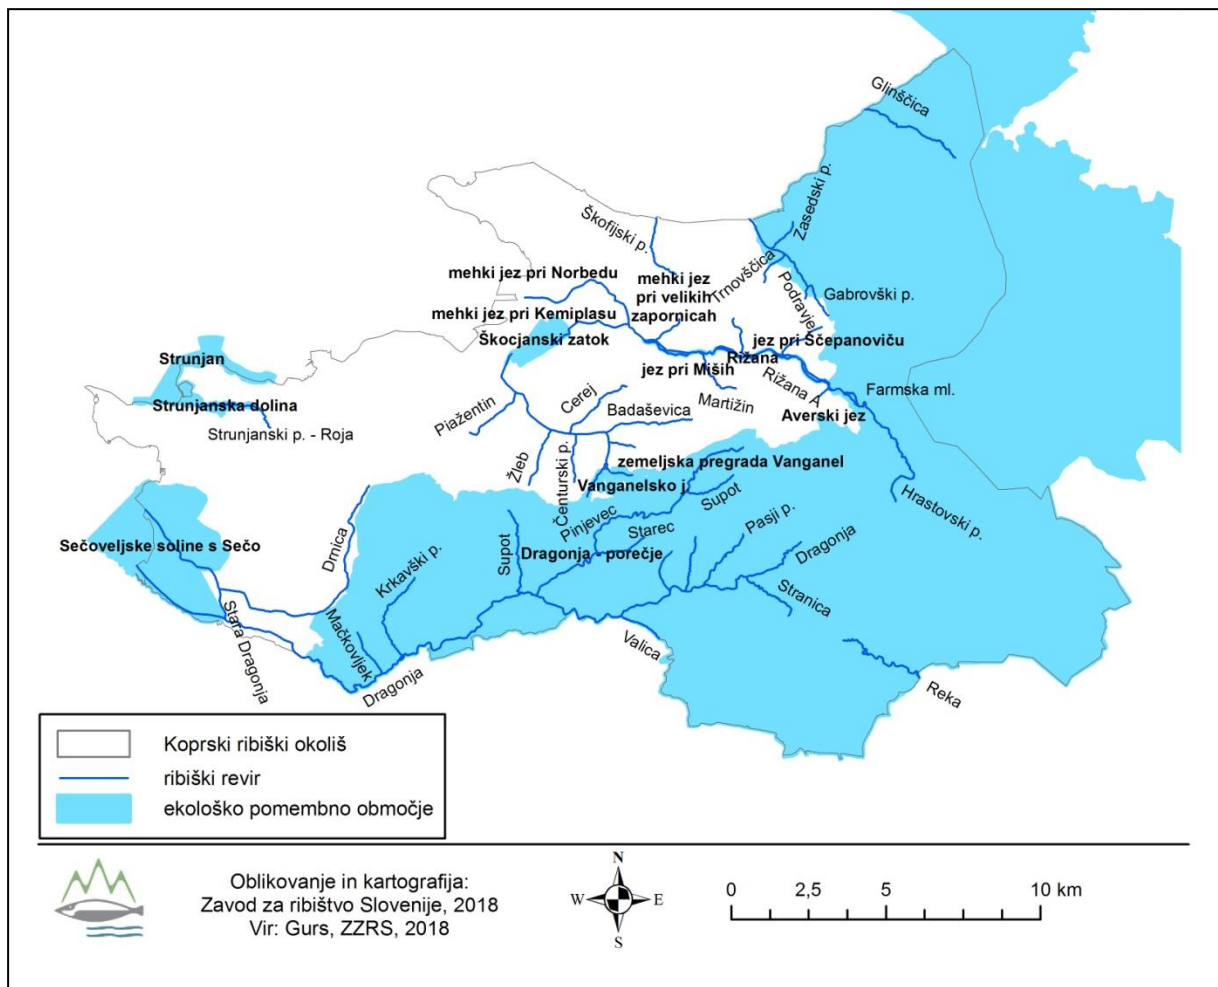 Glinščica
Zasedski p.
Škofijski p.
mehki jez pri Norbedu
mehki jez
pri velikih
zapornicah
Trnovščica
Podravje
Gabrovški p.
mehki jez pri Kemiplasu
Škocjanski zatok
jez pri Ščepanoviču
Rižana
jez pri Miših
Rižana A
Farmska ml.
Strunjan
Strunjanska dolina
Strunjanski p. - Roja
Piažentin
Cerej
Badaševica
Martižin
Averski jez
Žleb
Čenturski p.
zemeljska pregrada Vanganel
Vanganelsko j.
Supot
Hrastovski p.
Pinjevec
Starec
Pasji p.
Dragonja
Sečoveljske soline s Sečo
Drnica
Krkavški p.
Supot
Dragonja - porečje
Stranica
Stara Dragonja
Mačkovljek
Dragonja
Valica
Reka
Koprski ribiški okoliš
ribiški revir
ekološko pomembno območje
Oblikovanje in kartografija:
Zavod za ribištvo Slovenije, 2018
Vir: Gurs, ZZRS, 2018
N
W
E
S
0 2,5 5 10 km